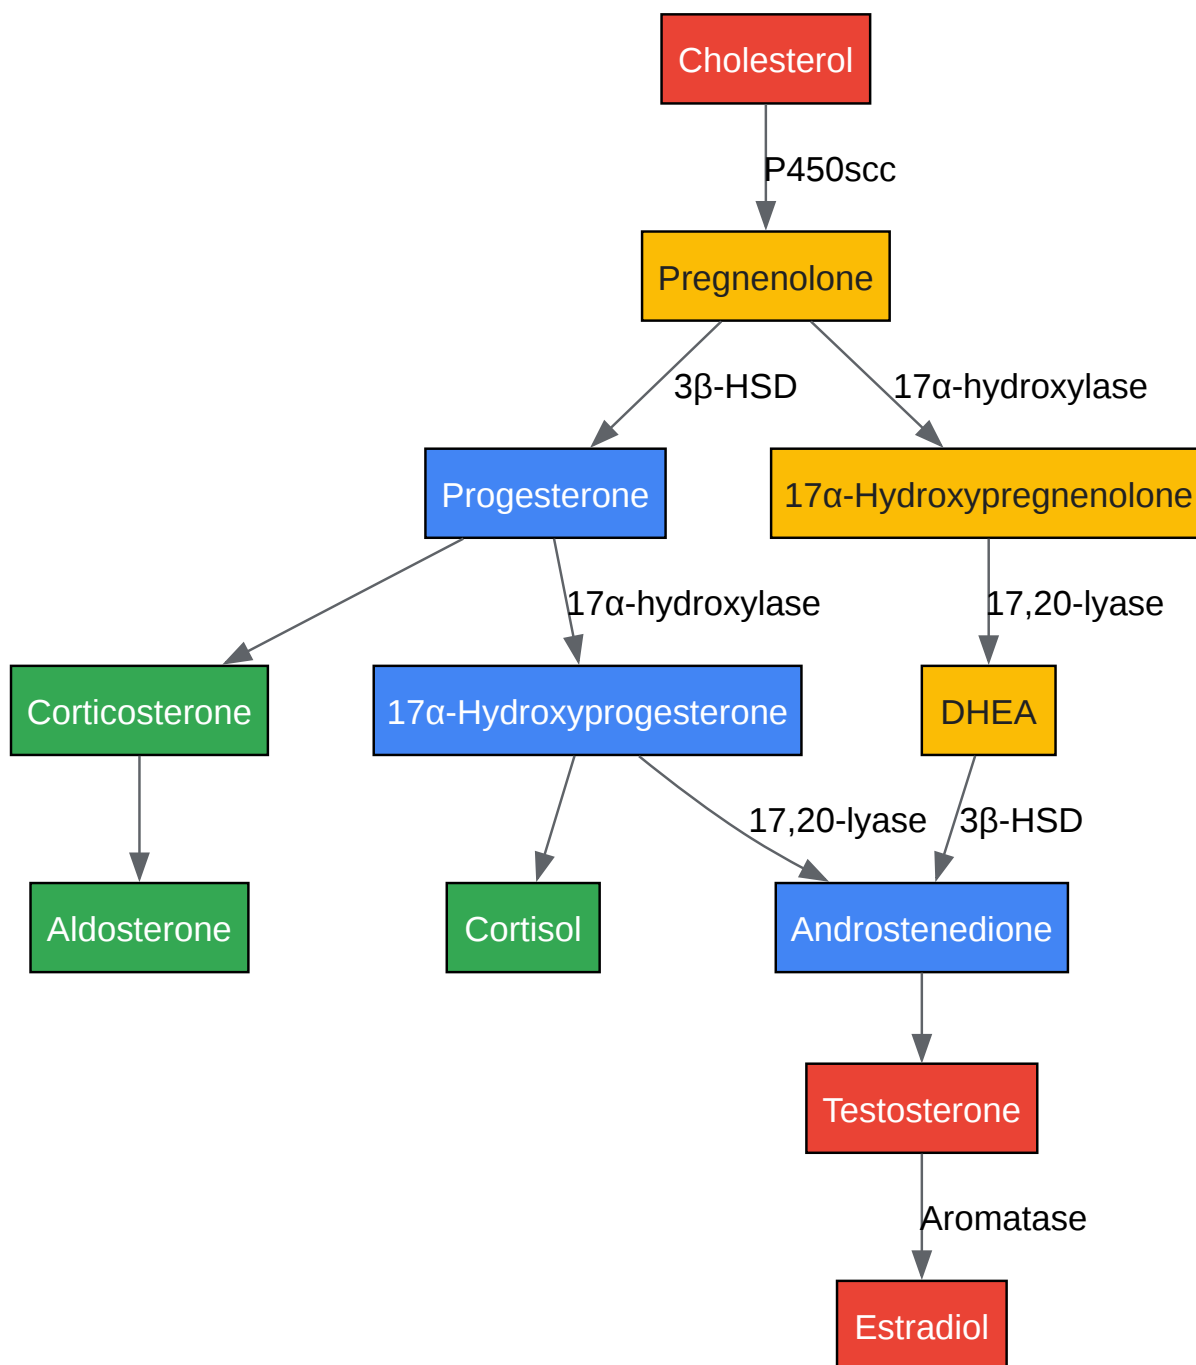 Cholesterol
P450scc
Pregnenolone
3β-HSD
17α-hydroxylase
Progesterone
17α-Hydroxypregnenolone
17α-hydroxylase
17,20-lyase
Corticosterone
17α-Hydroxyprogesterone
DHEA
17,20-lyase
3β-HSD
Aldosterone
Cortisol
Androstenedione
Testosterone
Aromatase
Estradiol